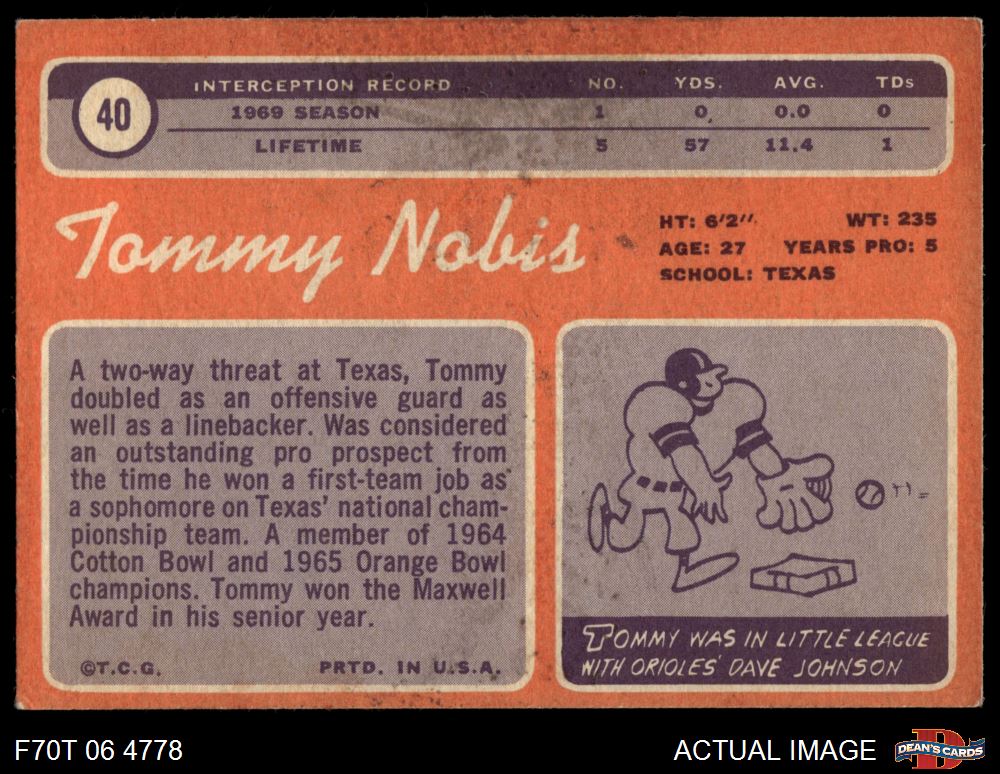 40
INTERCEPTION RECORD NO. YDS. AVG. TDs
1969 SEASON 1 0 0.0 0
LIFETIME 5 57 11.4 1
Tommy Nobis
HT: 6'2" WT: 235
AGE: 27 YEARS PRO: 5
SCHOOL: TEXAS
A two-way threat at Texas, Tommy
doubled as an offensive guard as
well as a linebacker. Was considered
an outstanding pro prospect from
the time he won a first-team job as
a sophomore on Texas' national cham-
pionship team. A member of 1964
Cotton Bowl and 1965 Orange Bowl
champions. Tommy won the Maxwell
Award in his senior year.
©T.C.G. PRTD. IN U.S.A.
TOMMY WAS IN LITTLE LEAGUE
WITH ORIOLES' DAVE JOHNSON
F70T 06 4778
ACTUAL IMAGE
D
DEAN'S CARDS